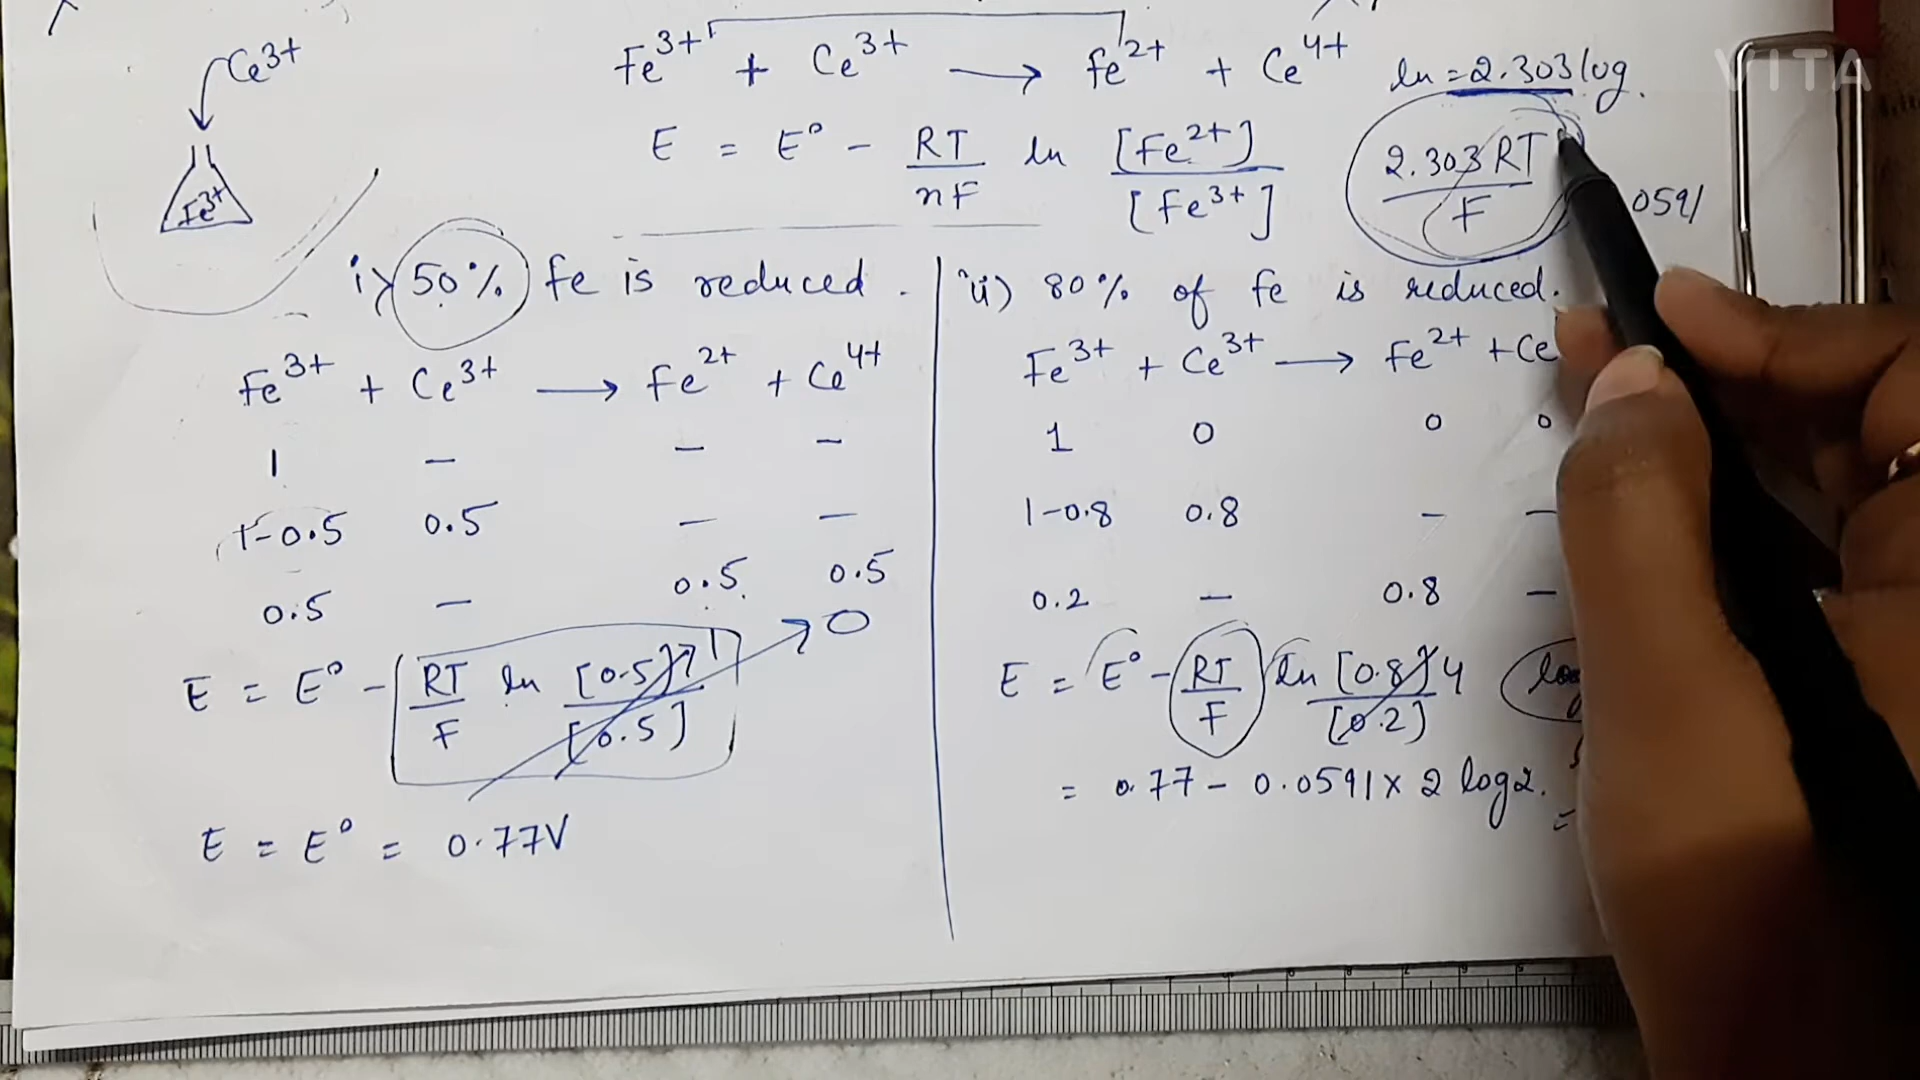 VITA
Ce³⁺
Fe³⁺
Fe³⁺ + Ce³⁺ ⟶ Fe²⁺ + Ce⁴⁺
ln = 2.303 log.
E = E° - RT/nF ln [Fe²⁺]/[Fe³⁺]
2.303 RT/F
0591
i) 50% Fe is reduced.
Fe³⁺ + Ce³⁺ ⟶ Fe²⁺ + Ce⁴⁺
1 – – –
1-0.5 0.5 – –
0.5 – 0.5 0.5
E = E° - RT/F ln [0.5]/[0.5] 1 → 0
E = E° = 0.77V
ii) 80% of Fe is reduced.
Fe³⁺ + Ce³⁺ ⟶ Fe²⁺ + Ce
1 0 0 0
1-0.8 0.8 – –
0.2 – 0.8 –
E = E° - RT/F ln [0.8]/[0.2] 4
= 0.77 - 0.0591 × 2 log2.
=